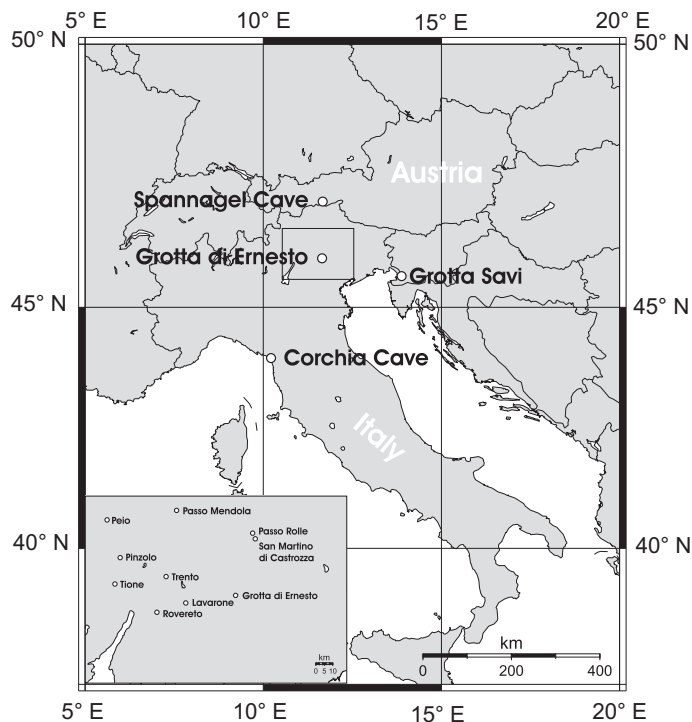 5° E
10° E
15° E
20° E
50° N
50° N
Austria
Spannagel Cave
Grotta di Ernesto
Grotta Savi
45° N
45° N
Corchia Cave
Italy
Passo Mendola
Peio
Passo Rolle
San Martino
di Castrozza
Pinzolo
Trento
Tione
Grotta di Ernesto
Lavarone
Rovereto
km
0 5 10
40° N
40° N
km
0 200 400
5° E
10° E
15° E
20° E